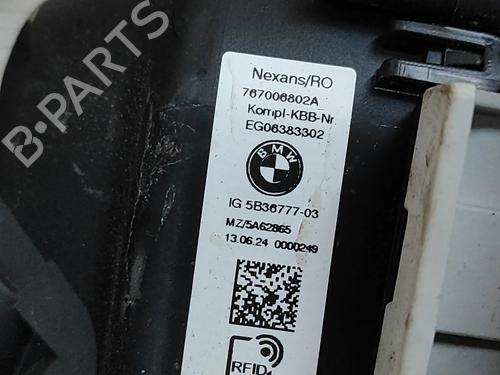 Nexans/RO
767006802A
Kompl-KBB-Nr.
EG06383302
BMW
IG 5B36777-03
MZ/5A62865
13.06.24 0000249
RFID
B-PARTS